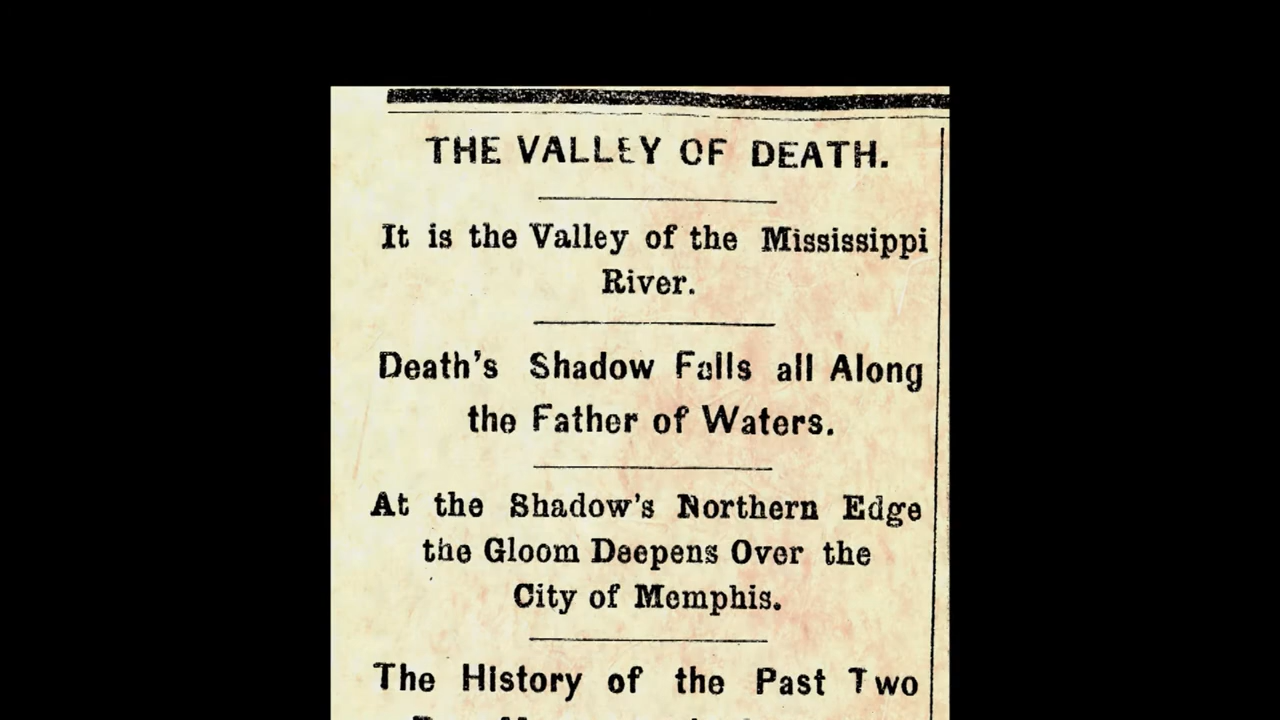 THE VALLEY OF DEATH.
It is the Valley of the Mississippi
River.
Death's Shadow Falls all Along
the Father of Waters.
At the Shadow's Northern Edge
the Gloom Deepens Over the
City of Memphis.
The History of the Past Two